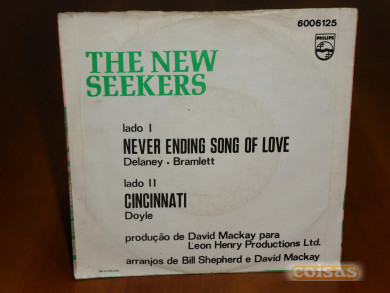 6006125
PHILIPS
THE NEW
SEEKERS
lado I
NEVER ENDING SONG OF LOVE
Delaney - Bramlett
lado II
CINCINNATI
Doyle
produção de David Mackay para
Leon Henry Productions Ltd.
arranjos de Bill Shepherd e David Mackay
coisas